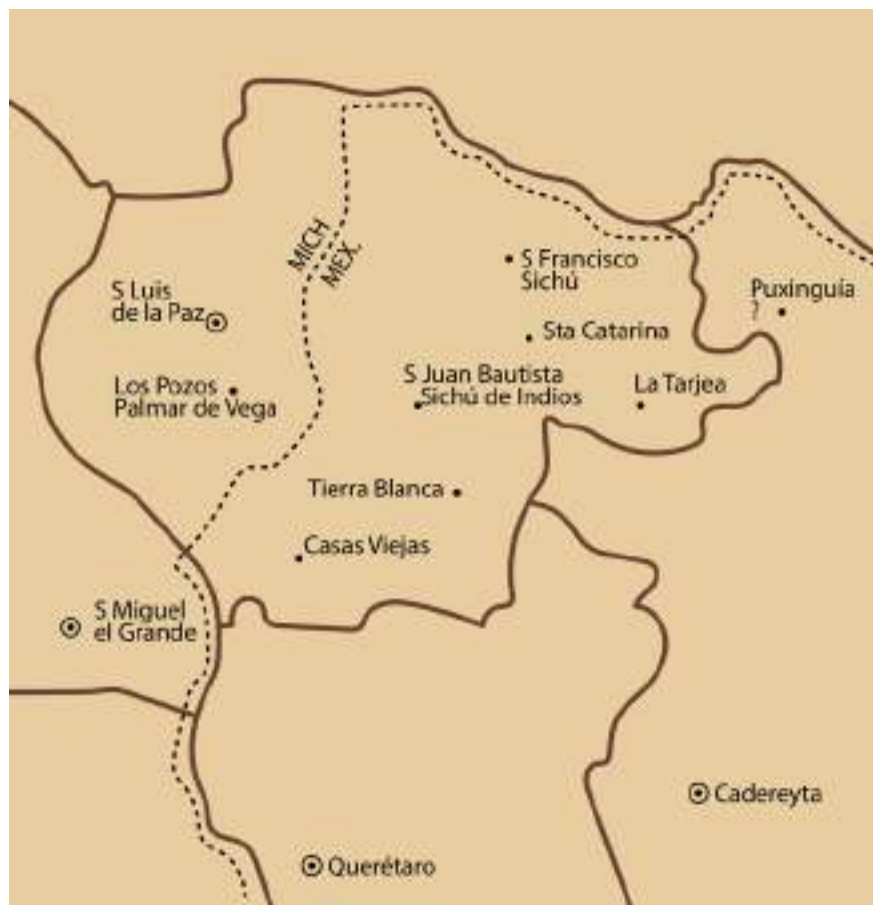 MICH
MEX.
S Francisco
Sichú
S Luis
de la Paz
Puxinguía
?
Sta Catarina
S Juan Bautista
Sichú de Indios
La Tarjea
Los Pozos
Palmar de Vega
Tierra Blanca
Casas Viejas
S Miguel
el Grande
Cadereyta
Querétaro